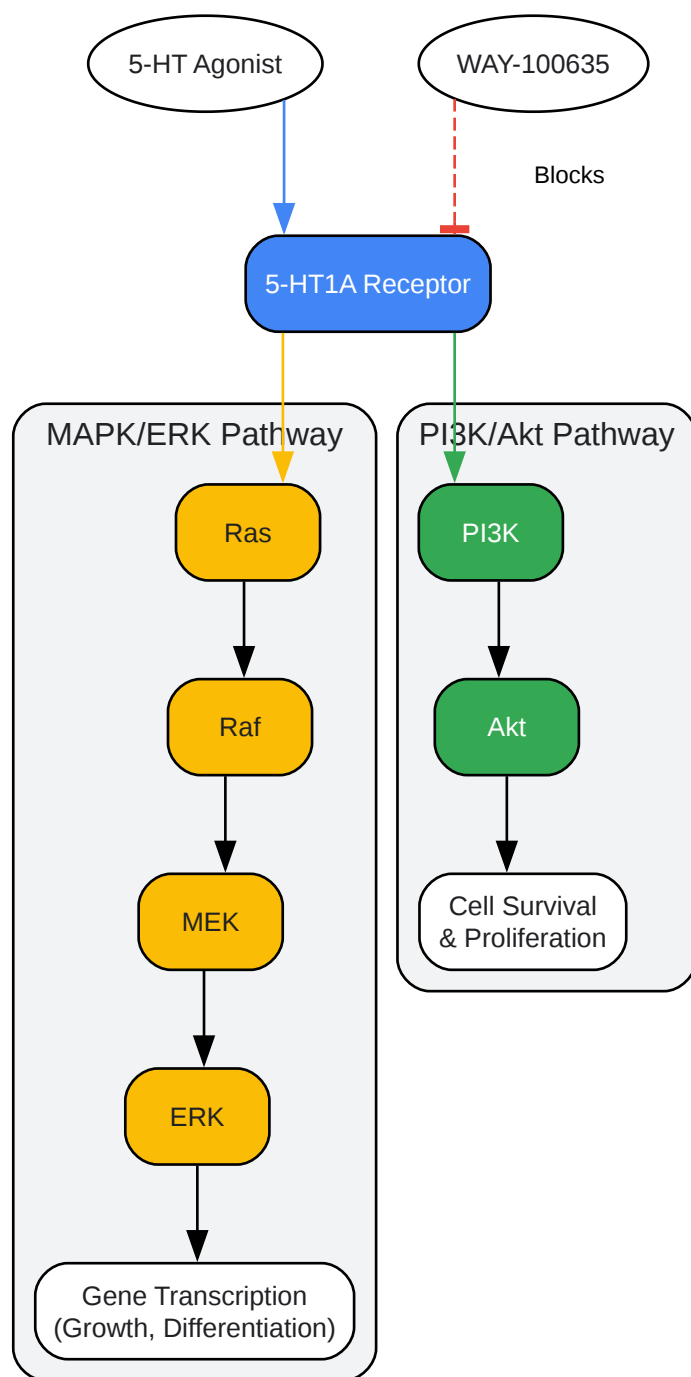 5-HT Agonist
WAY-100635
Blocks
5-HT1A Receptor
MAPK/ERK Pathway
PI3K/Akt Pathway
Ras
PI3K
Raf
Akt
MEK
Cell Survival
& Proliferation
ERK
Gene Transcription
(Growth, Differentiation)